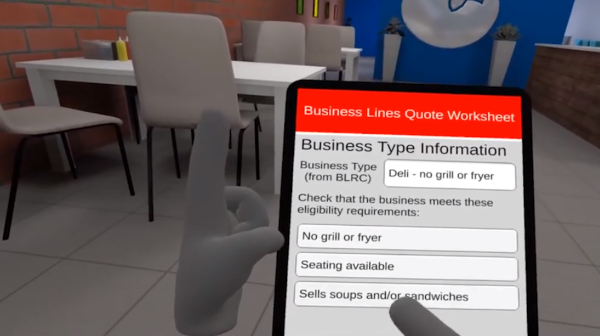 Business Lines Quote Worksheet
Business Type Information
Business Type
(from BLRC)
Deli - no grill or fryer
Check that the business meets these
eligibility requirements:
No grill or fryer
Seating available
Sells soups and/or sandwiches